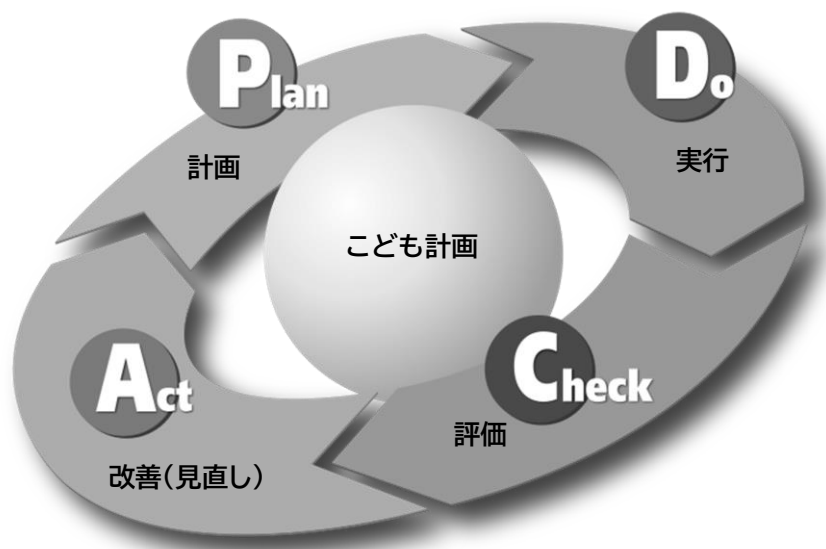 Plan
計画
Do
実行
こども計画
Check
評価
Act
改善(見直し)